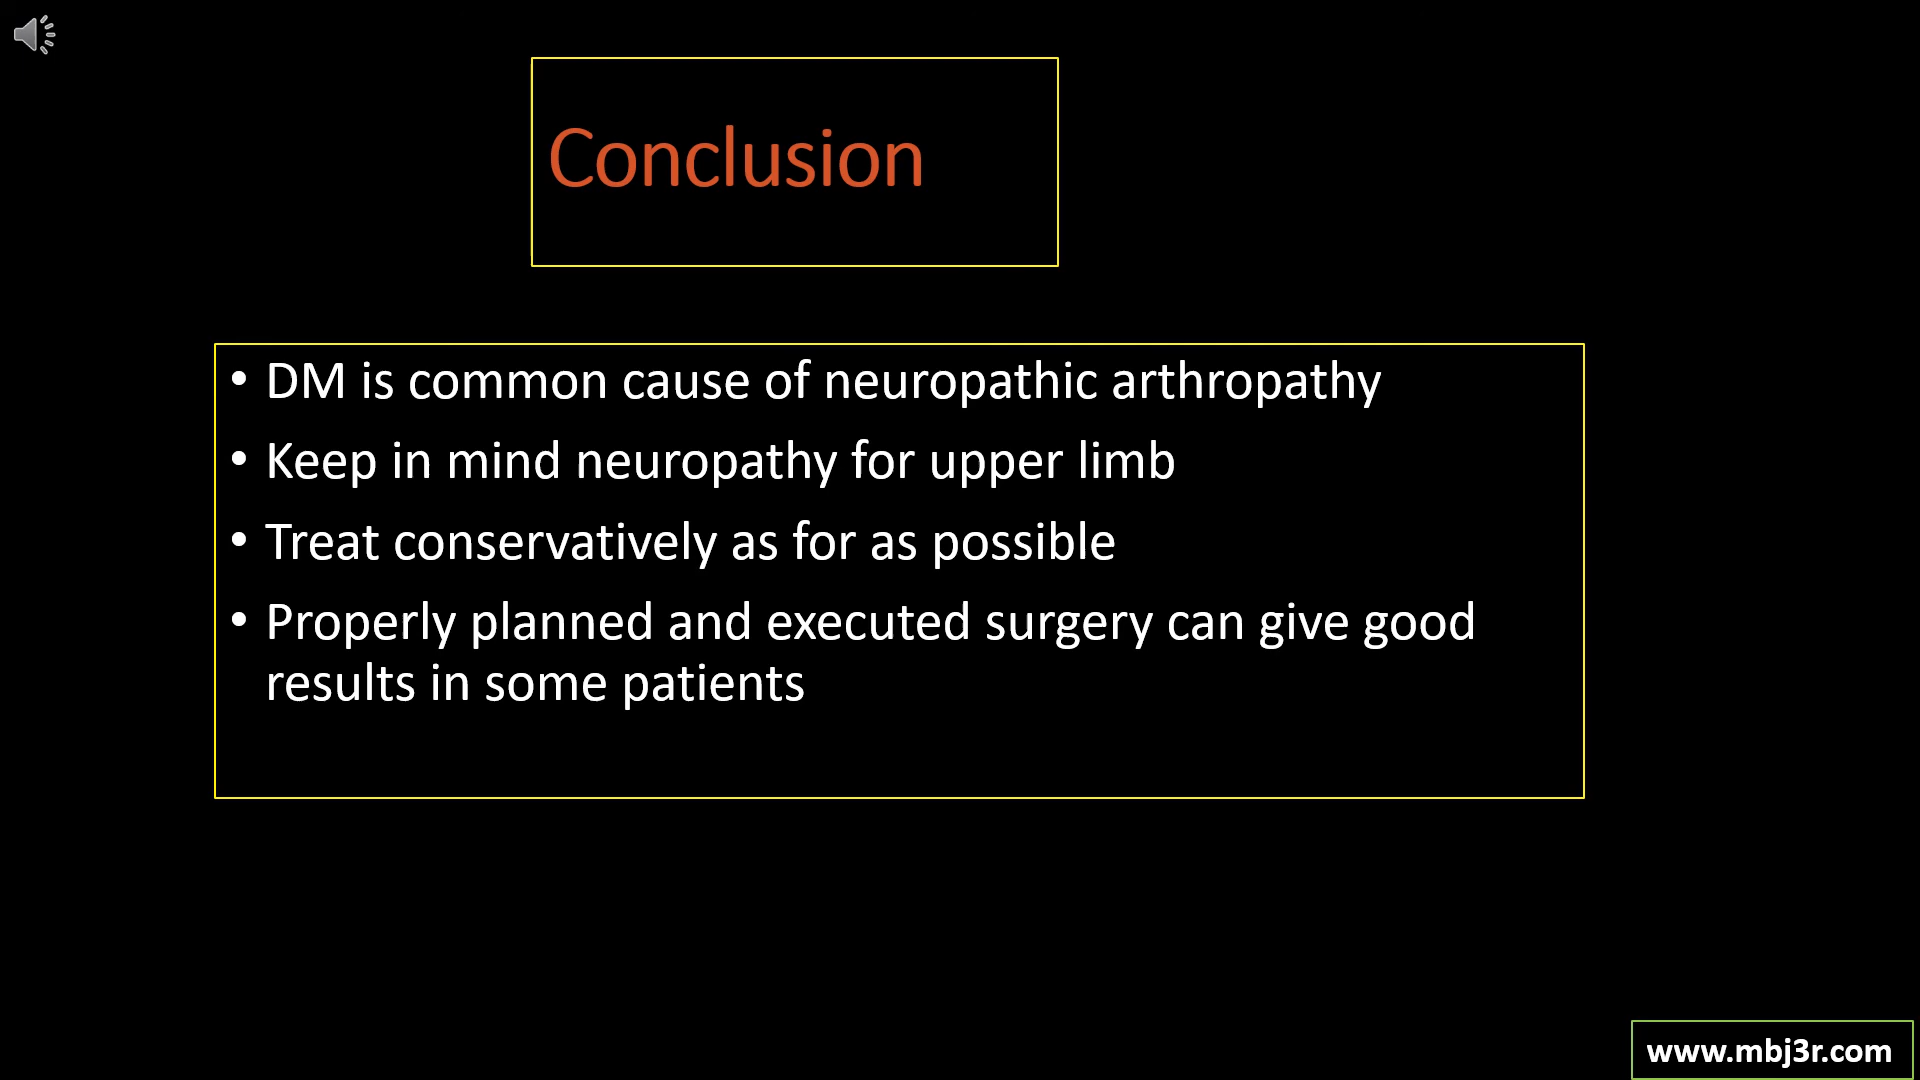 Conclusion
• DM is common cause of neuropathic arthropathy
• Keep in mind neuropathy for upper limb
• Treat conservatively as for as possible
• Properly planned and executed surgery can give good
results in some patients
www.mbj3r.com